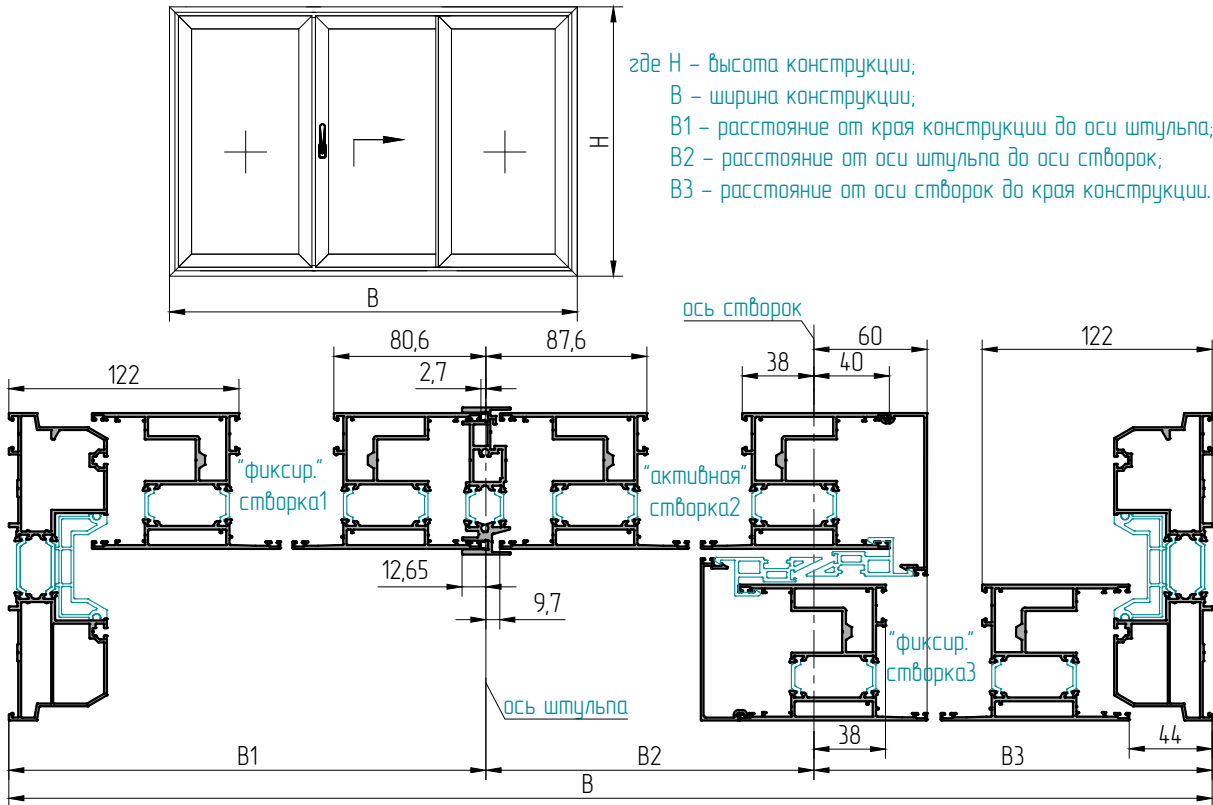 где H – высота конструкции;
B – ширина конструкции;
B1 – расстояние от края конструкции до оси штульпа;
B2 – расстояние от оси штульпа до оси створок;
B3 – расстояние от оси створок до края конструкции.
H
B
ось створок
80,6
87,6
60
122
122
2,7
38
40
"фиксир."
створка1
"активная"
створка2
12,65
9,7
"фиксир."
створка3
ось штульпа
38
44
B1
B2
B3
B